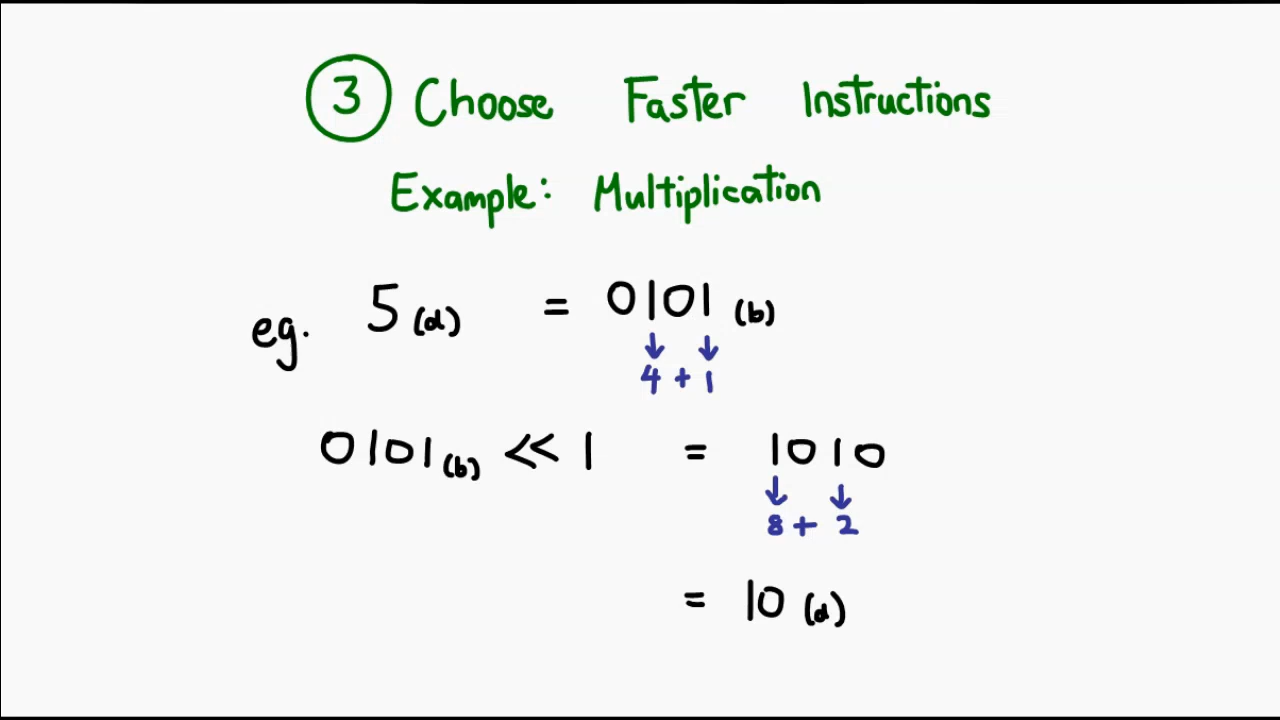 3 Choose Faster Instructions
Example: Multiplication
eg. 5 (d) = 0101 (b)
↓ ↓
4 + 1
0101 (b) << 1 = 1010
↓ ↓
8 + 2
= 10 (d)